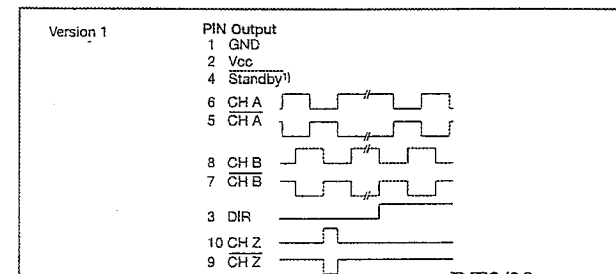 Version 1
PIN Output
1 GND
2 Vcc
4 Standby¹⁾
6 CH A
5 CH A
8 CH B
7 CH B
3 DIR
10 CH Z
9 CH Z